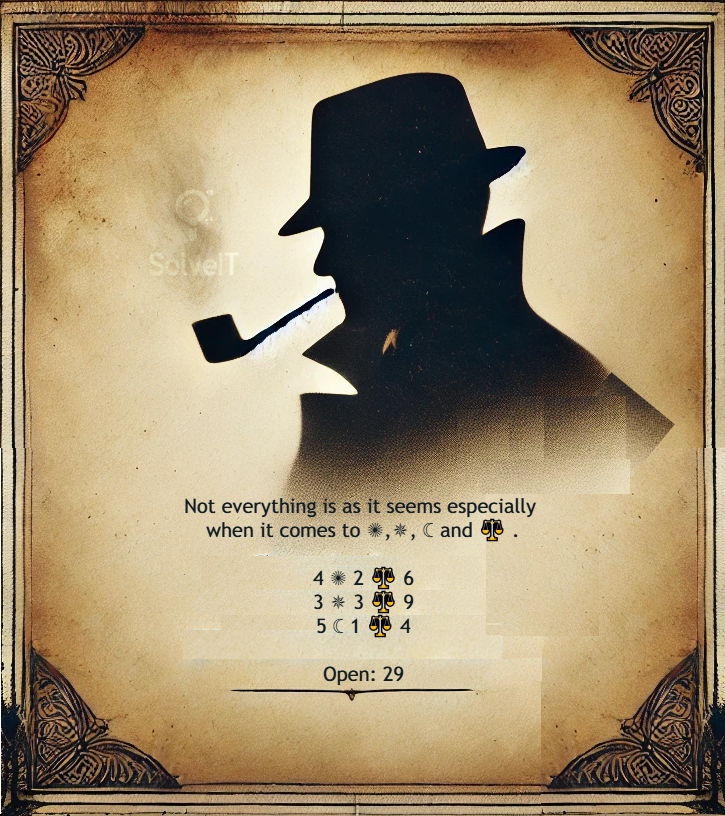 SolveIT
Not everything is as it seems especially
when it comes to ✺,✵, ☾ and ⚖ .
4 ✺ 2 ⚖ 6
3 ✵ 3 ⚖ 9
5 ☾ 1 ⚖ 4
Open: 29